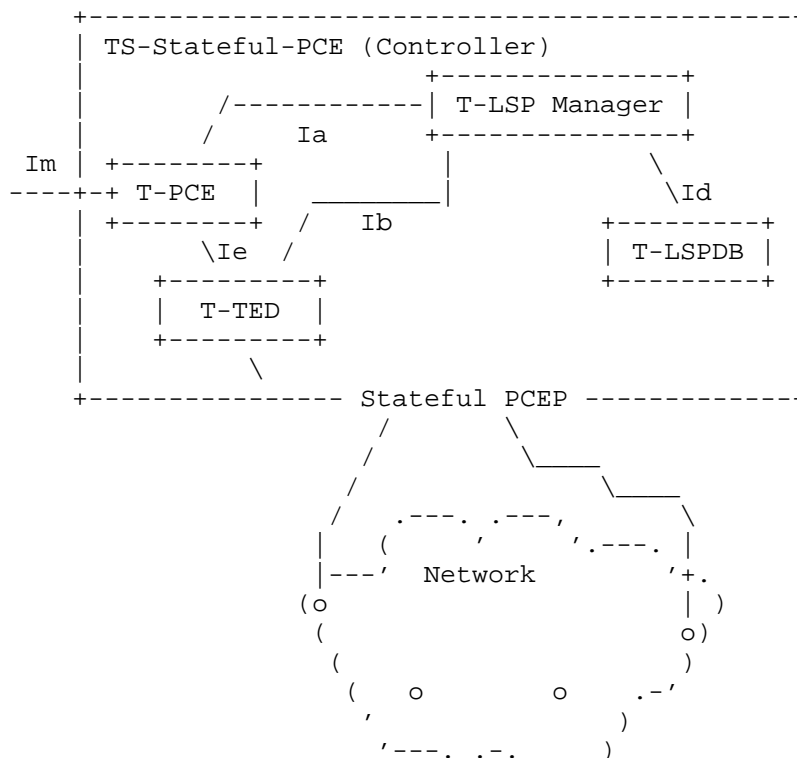 TS-Stateful-PCE (Controller)
T-LSP Manager
Ia
Im
T-PCE
Id
Ib
Ie
T-LSPDB
T-TED
Stateful PCEP
Network